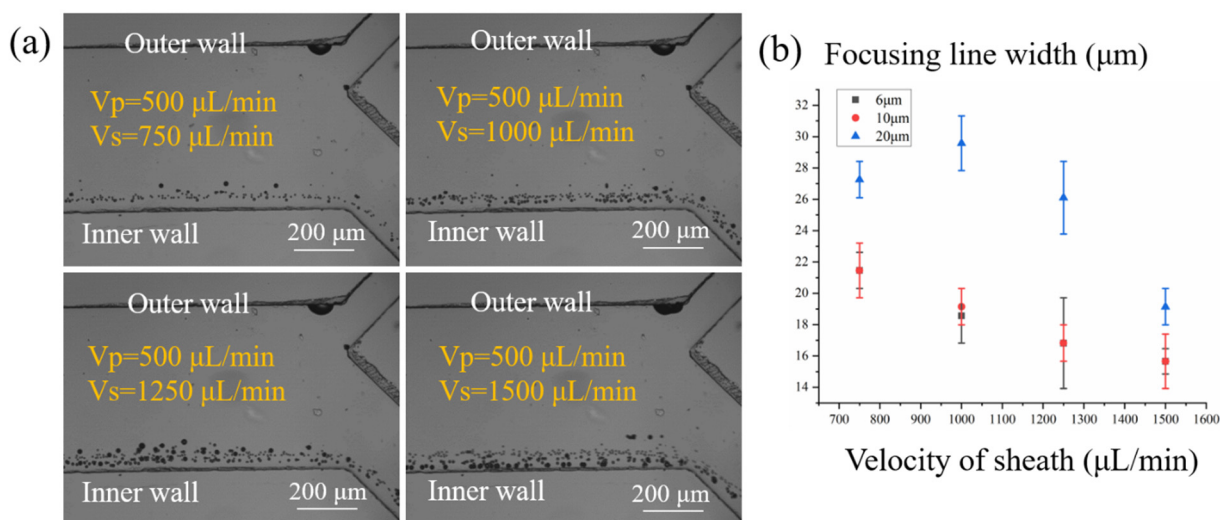 (a)
Outer wall
Vp=500 μL/min
Vs=750 μL/min
Inner wall
200 μm
Outer wall
Vp=500 μL/min
Vs=1000 μL/min
Inner wall
200 μm
Outer wall
Vp=500 μL/min
Vs=1250 μL/min
Inner wall
200 μm
Outer wall
Vp=500 μL/min
Vs=1500 μL/min
Inner wall
200 μm
(b)
Focusing line width (μm)
6μm
10μm
20μm
32
30
28
26
24
22
20
18
16
14
700 800 900 1000 1100 1200 1300 1400 1500 1600
Velocity of sheath (μL/min)